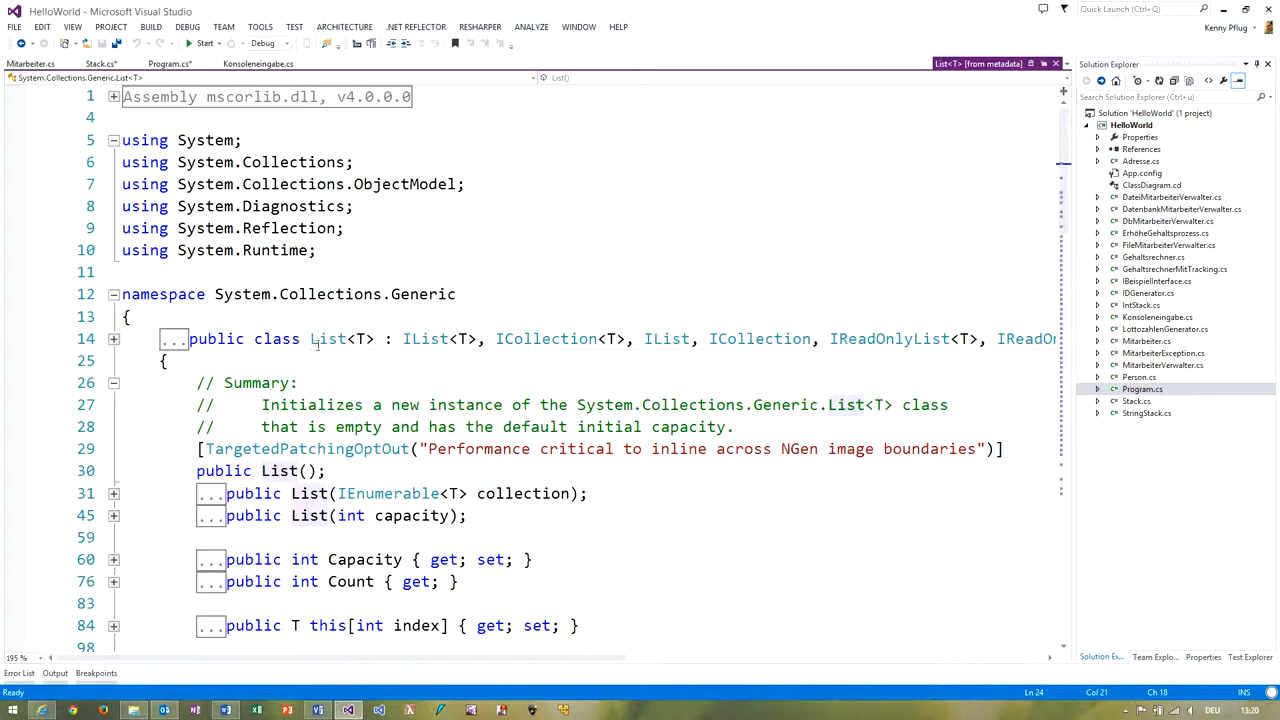 HelloWorld - Microsoft Visual Studio
Quick Launch (Ctrl+Q)
FILE EDIT VIEW PROJECT BUILD DEBUG TEAM TOOLS TEST ARCHITECTURE .NET REFLECTOR RESHARPER ANALYZE WINDOW HELP
Kenny Pflug
Start Debug
Mitarbeiter.cs Stack.cs* Program.cs* Konsoleneingabe.cs List<T> [from metadata]
System.Collections.Generic.List<T> List()
1 Assembly mscorlib.dll, v4.0.0.0
4
5 using System;
6 using System.Collections;
7 using System.Collections.ObjectModel;
8 using System.Diagnostics;
9 using System.Reflection;
10 using System.Runtime;
11
12 namespace System.Collections.Generic
13 {
14 ...public class List<T> : IList<T>, ICollection<T>, IList, ICollection, IReadOnlyList<T>, IReadOn
25 {
26 // Summary:
27 // Initializes a new instance of the System.Collections.Generic.List<T> class
28 // that is empty and has the default initial capacity.
29 [TargetedPatchingOptOut("Performance critical to inline across NGen image boundaries")]
30 public List();
31 ...public List(IEnumerable<T> collection);
45 ...public List(int capacity);
59
60 ...public int Capacity { get; set; }
76 ...public int Count { get; }
83
84 ...public T this[int index] { get; set; }
98
195 %
Solution Explorer
Search Solution Explorer (Ctrl+ü)
Solution 'HelloWorld' (1 project)
HelloWorld
Properties
References
Adresse.cs
App.config
ClassDiagram.cd
DateiMitarbeiterVerwalter.cs
DatenbankMitarbeiterVerwalter.cs
DbMitarbeiterVerwalter.cs
ErhöheGehaltsprozess.cs
FileMitarbeiterVerwalter.cs
Gehaltsrechner.cs
GehaltsrechnerMitTracking.cs
IBeispielInterface.cs
IDGenerator.cs
IntStack.cs
Konsoleneingabe.cs
LottozahlenGenerator.cs
Mitarbeiter.cs
MitarbeiterException.cs
MitarbeiterVerwalter.cs
Person.cs
Program.cs
Stack.cs
StringStack.cs
Solution Ex... Team Explo... Properties Test Explorer
Error List Output Breakpoints
Ready Ln 24 Col 21 Ch 18 INS
DEU 13:20